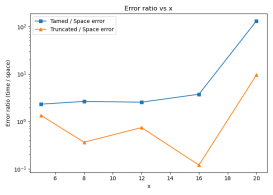 Error ratio vs x
Tamed / Space error
Truncated / Space error
Error ratio (time / space)
10²
10¹
10⁰
10⁻¹
6 8 10 12 14 16 18 20
x